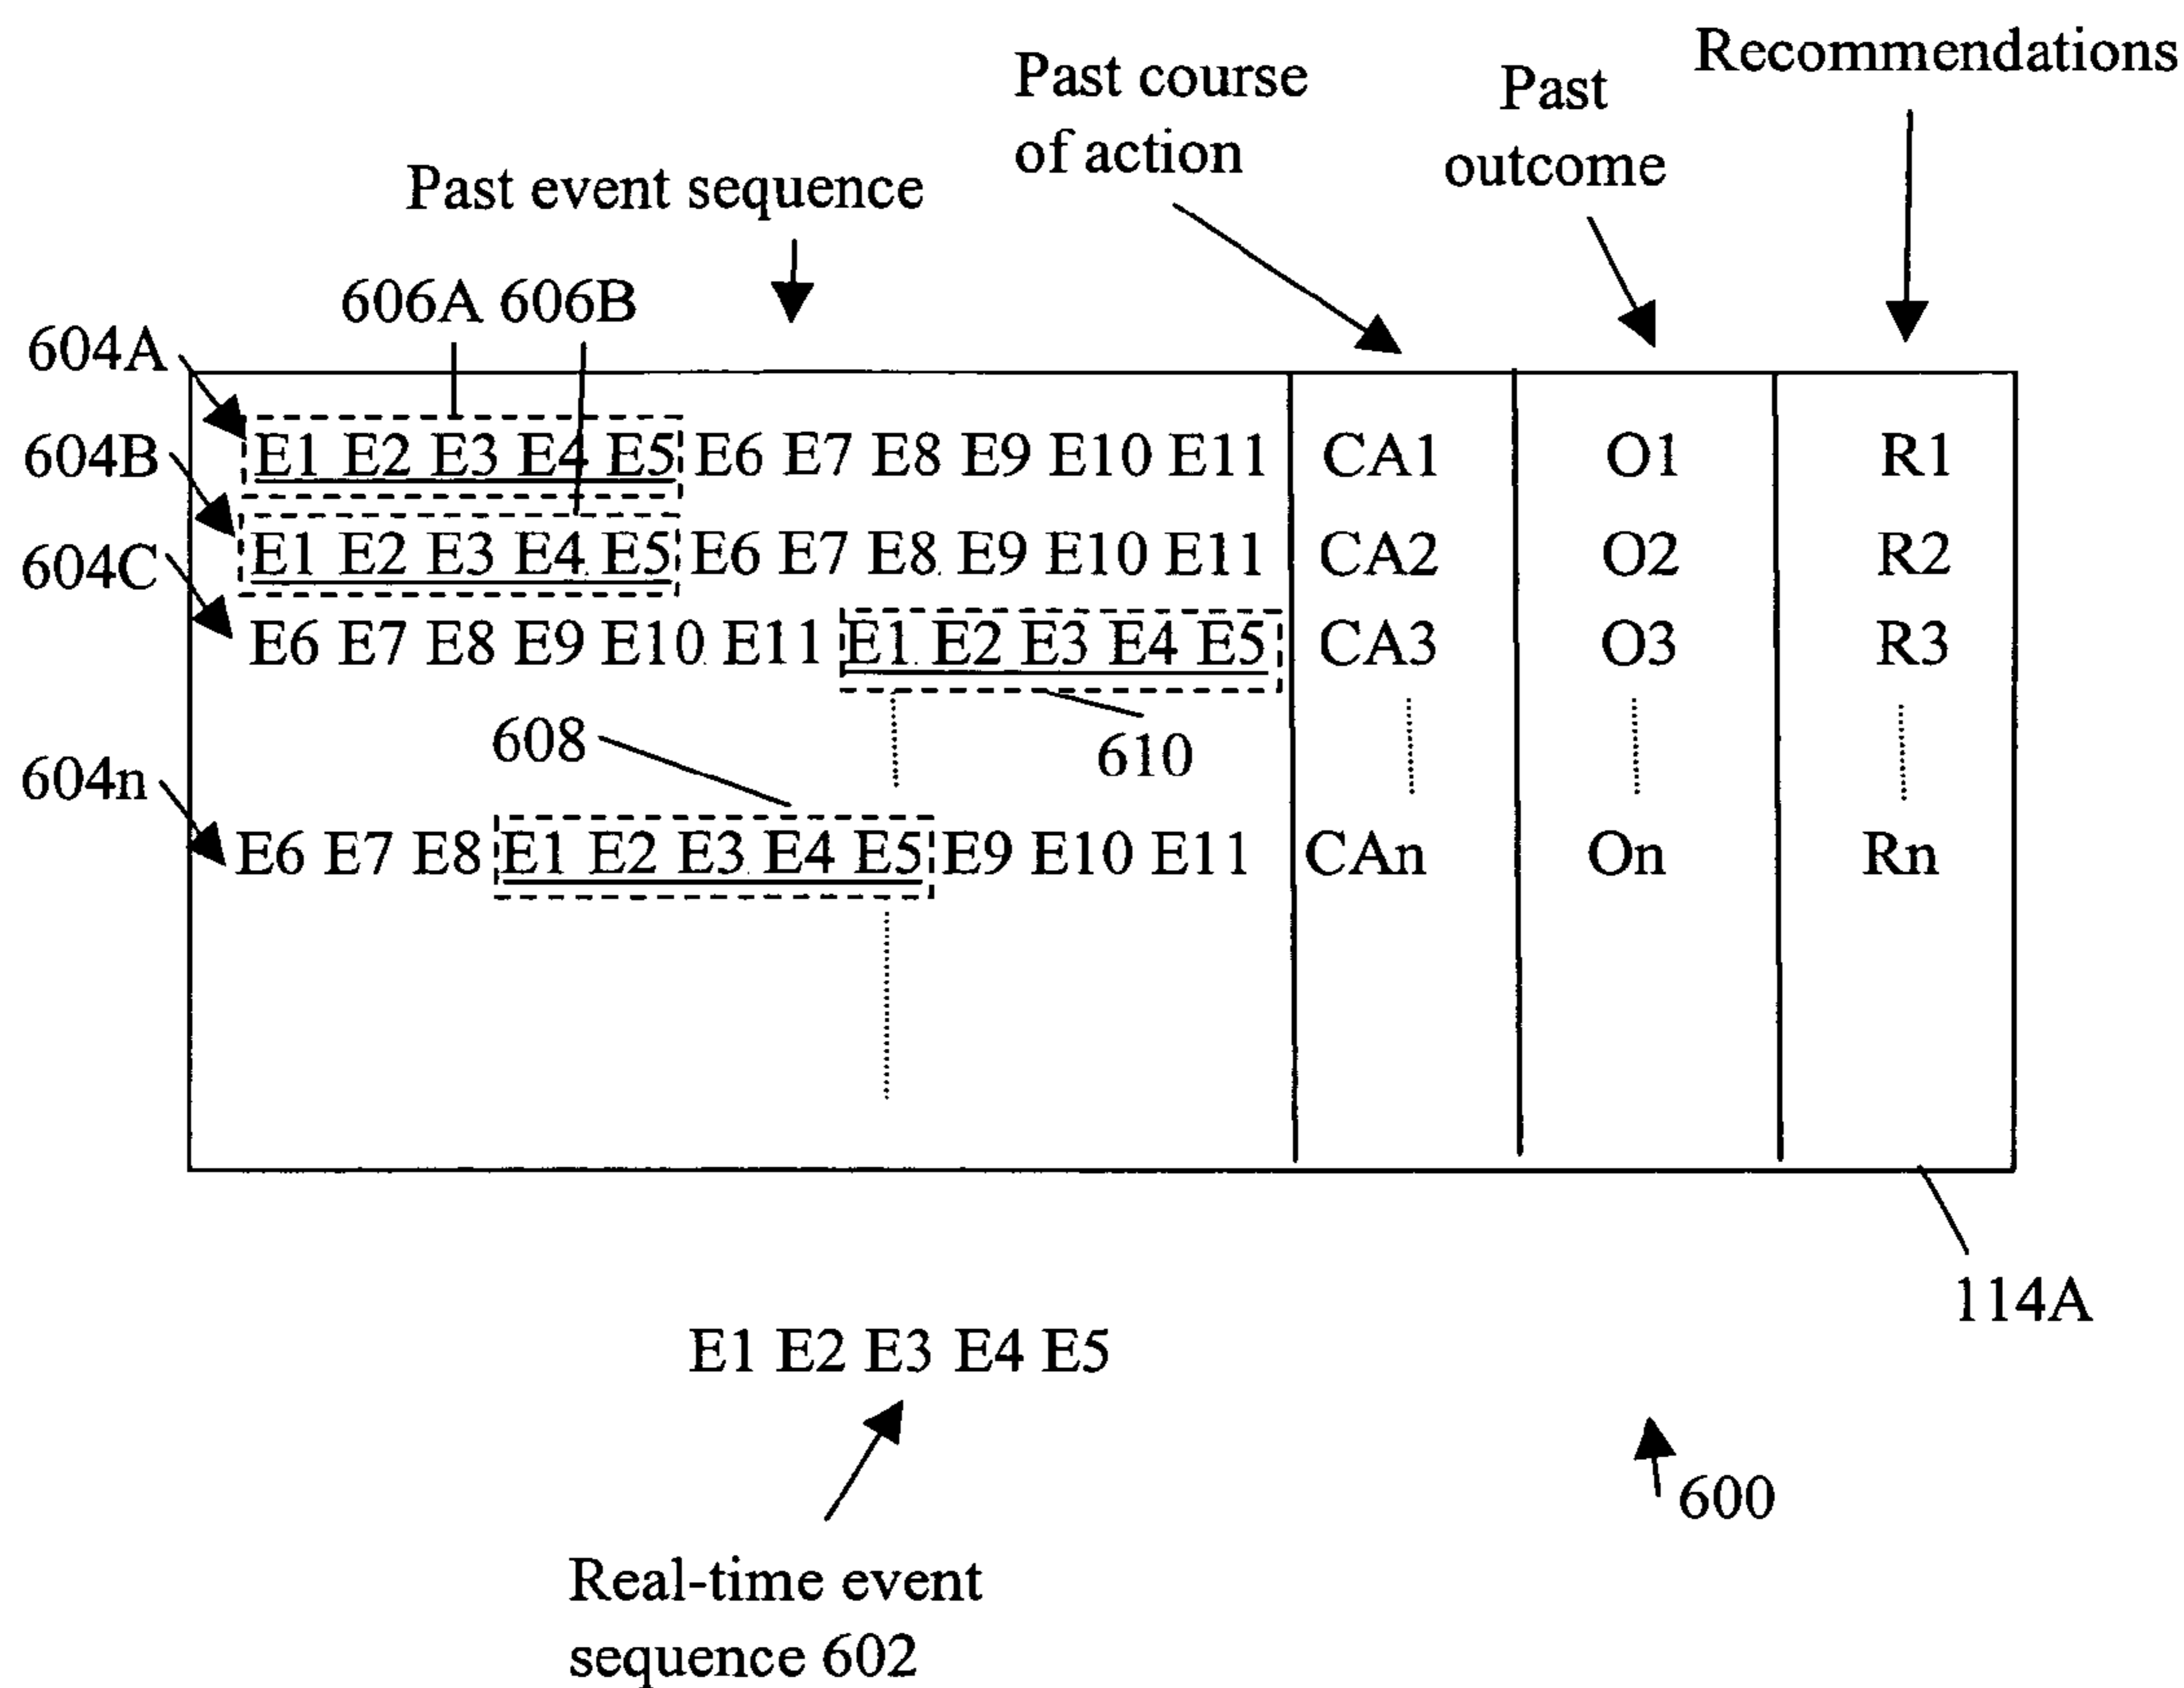 Recommendations
Past course
of action
Past
outcome
Past event sequence
606A 606B
604A
604B E1 E2 E3 E4 E5 E6 E7 E8 E9 E10 E11 CA1 O1 R1
604C E1 E2 E3 E4 E5 E6 E7 E8 E9 E10 E11 CA2 O2 R2
E6 E7 E8 E9 E10 E11 E1 E2 E3 E4 E5 CA3 O3 R3
608 610
604n
E6 E7 E8 E1 E2 E3 E4 E5 E9 E10 E11 CAn On Rn
114A
E1 E2 E3 E4 E5
600
Real-time event
sequence 602